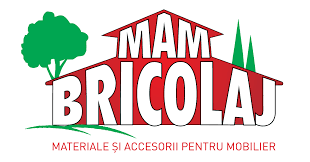 MAM
BRICOLAJ
MATERIALE ȘI ACCESORII PENTRU MOBILIER